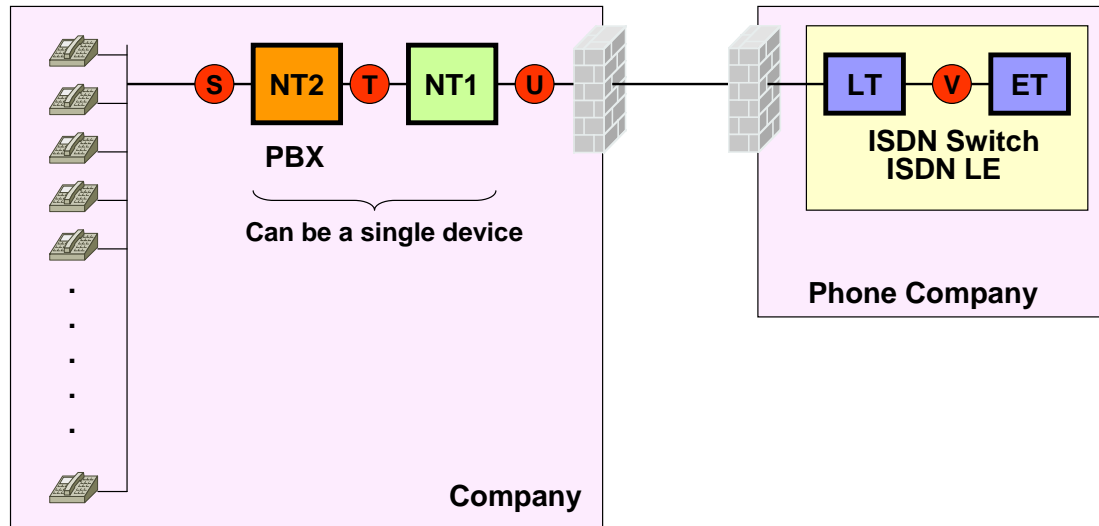 S
NT2
T
NT1
U
LT
V
ET
PBX
ISDN Switch
ISDN LE
Can be a single device
Phone Company
Company